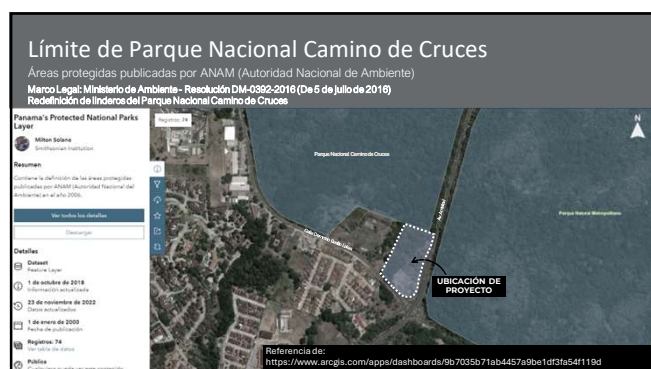 Límite de Parque Nacional Camino de Cruces
Áreas protegidas publicadas por ANAM (Autoridad Nacional de Ambiente)
Marco Legal: Ministerio de Ambiente - Resolución DM-0392-2016 (De 5 de julio de 2016)
Redefinición de linderos del Parque Nacional Camino de Cruces
Panama's Protected National Parks
Layer
Milton Solano
Smithsonian Institution
Resumen
Contiene la definición de las áreas protegidas
publicadas por ANAM (Autoridad Nacional del
Ambiente) en el año 2006.
Ver todos los detalles
Descargar
Detalles
Dataset
Feature Layer
1 de octubre de 2018
Información actualizada
23 de noviembre de 2022
Datos actualizados
1 de enero de 2000
Fecha de publicación
Registros: 74
Ver tabla de datos
Pública
Registros: 74
Parque Nacional Camino de Cruces
N
Parque Natural Metropolitano
UBICACIÓN DE
PROYECTO
Referencia de:
https://www.arcgis.com/apps/dashboards/9b7035b71ab4457a9be1df3fa54f119d